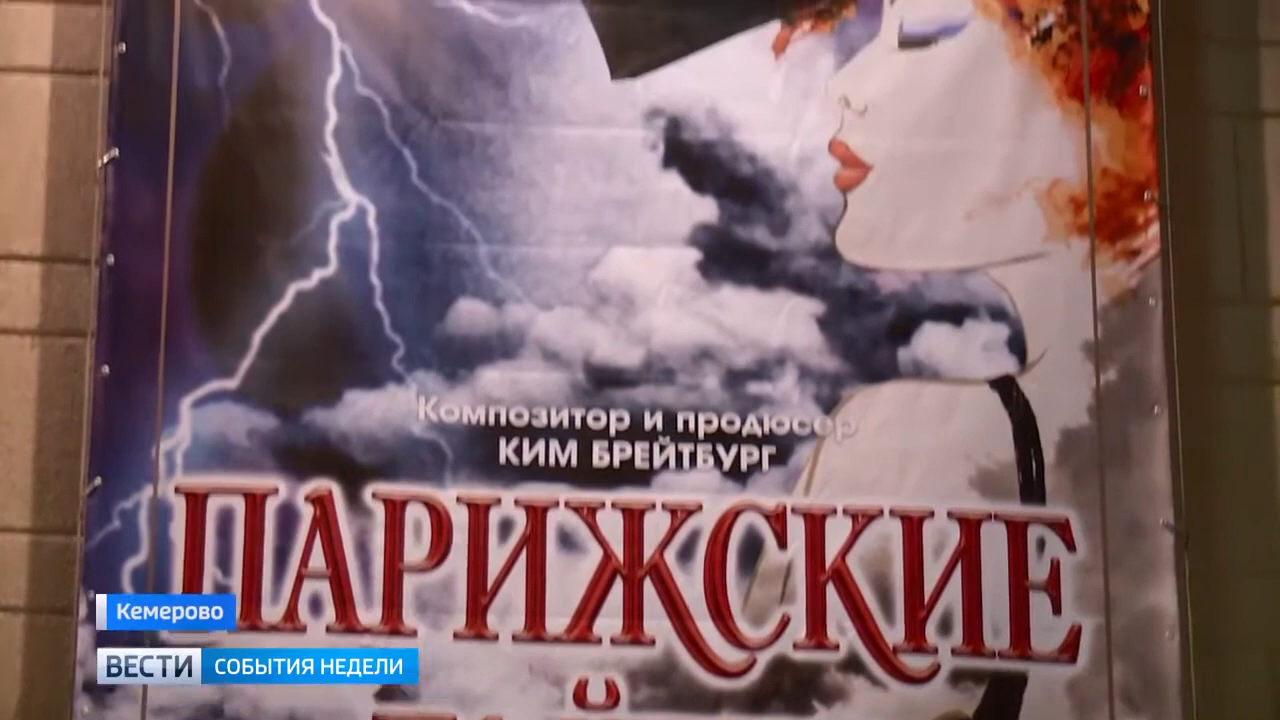 Композитор и продюсер
КИМ БРЕЙТБУРГ
ПАРИЖСКИЕ
Кемерово
ВЕСТИ СОБЫТИЯ НЕДЕЛИ